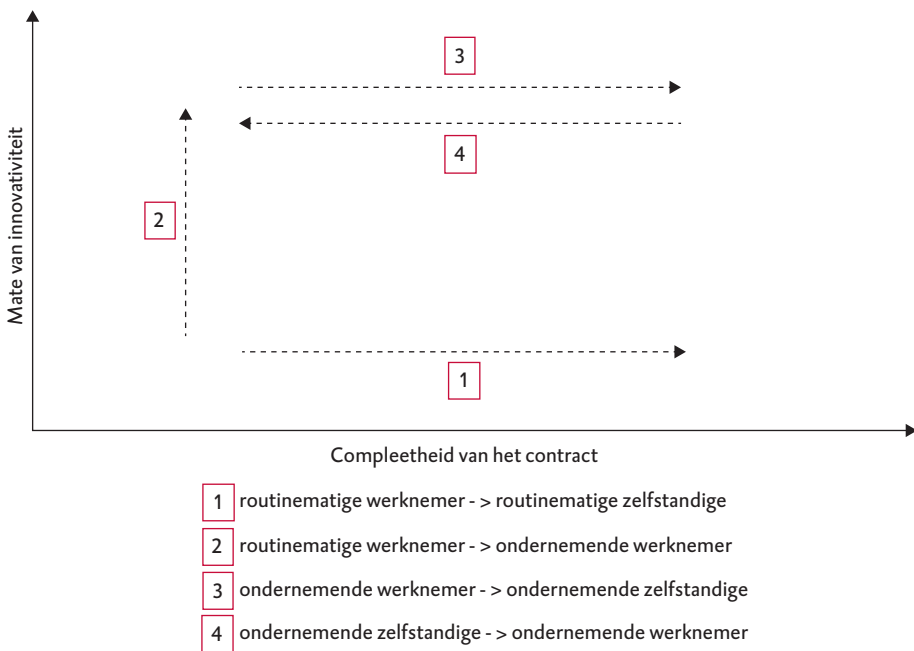 3
4
2
Mate van innovativiteit
1
Compleetheid van het contract
1 routinematige werknemer - > routinematige zelfstandige
2 routinematige werknemer - > ondernemende werknemer
3 ondernemende werknemer - > ondernemende zelfstandige
4 ondernemende zelfstandige - > ondernemende werknemer